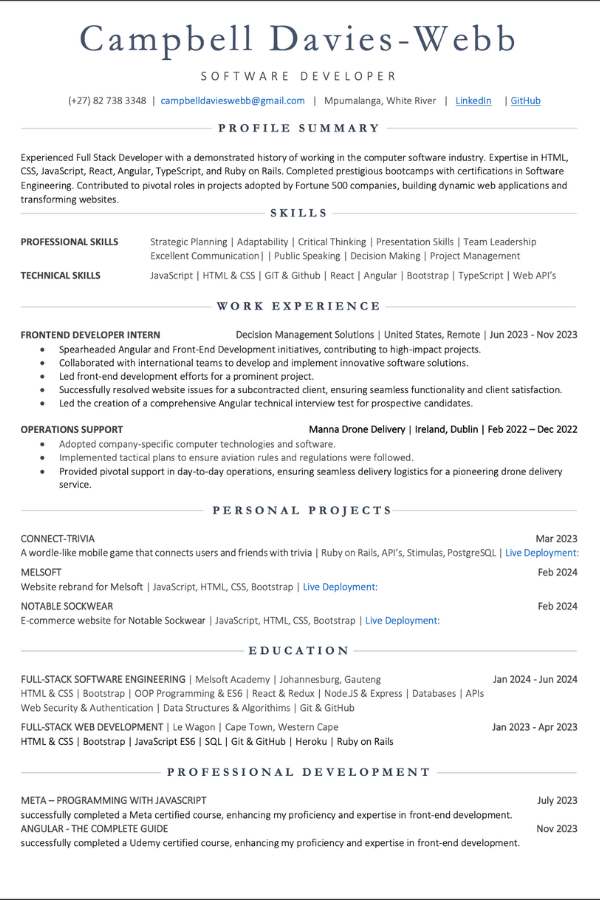 Campbell Davies-Webb
SOFTWARE DEVELOPER
(+27) 82 738 3348 | campbelldavieswebb@gmail.com | Mpumalanga, White River | LinkedIn | GitHub
PROFILE SUMMARY
Experienced Full Stack Developer with a demonstrated history of working in the computer software industry. Expertise in HTML,
CSS, JavaScript, React, Angular, TypeScript, and Ruby on Rails. Completed prestigious bootcamps with certifications in Software
Engineering. Contributed to pivotal roles in projects adopted by Fortune 500 companies, building dynamic web applications and
transforming websites.
SKILLS
PROFESSIONAL SKILLS Strategic Planning | Adaptability | Critical Thinking | Presentation Skills | Team Leadership
Excellent Communication| | Public Speaking | Decision Making | Project Management
TECHNICAL SKILLS JavaScript | HTML & CSS | GIT & Github | React | Angular | Bootstrap | TypeScript | Web API's
WORK EXPERIENCE
FRONTEND DEVELOPER INTERN Decision Management Solutions | United States, Remote | Jun 2023 - Nov 2023
• Spearheaded Angular and Front-End Development initiatives, contributing to high-impact projects.
• Collaborated with international teams to develop and implement innovative software solutions.
• Led front-end development efforts for a prominent project.
• Successfully resolved website issues for a subcontracted client, ensuring seamless functionality and client satisfaction.
• Led the creation of a comprehensive Angular technical interview test for prospective candidates.
OPERATIONS SUPPORT Manna Drone Delivery | Ireland, Dublin | Feb 2022 – Dec 2022
• Adopted company-specific computer technologies and software.
• Implemented tactical plans to ensure aviation rules and regulations were followed.
• Provided pivotal support in day-to-day operations, ensuring seamless delivery logistics for a pioneering drone delivery
service.
PERSONAL PROJECTS
CONNECT-TRIVIA Mar 2023
A wordle-like mobile game that connects users and friends with trivia | Ruby on Rails, API's, Stimulas, PostgreSQL | Live Deployment:
MELSOFT Feb 2024
Website rebrand for Melsoft | JavaScript, HTML, CSS, Bootstrap | Live Deployment:
NOTABLE SOCKWEAR Feb 2024
E-commerce website for Notable Sockwear | JavaScript, HTML, CSS, Bootstrap | Live Deployment:
EDUCATION
FULL-STACK SOFTWARE ENGINEERING | Melsoft Academy | Johannesburg, Gauteng Jan 2024 - Jun 2024
HTML & CSS | Bootstrap | OOP Programming & ES6 | React & Redux | Node.JS & Express | Databases | APIs
Web Security & Authentication | Data Structures & Algorithms | Git & GitHub
FULL-STACK WEB DEVELOPMENT | Le Wagon | Cape Town, Western Cape Jan 2023 - Apr 2023
HTML & CSS | Bootstrap | JavaScript ES6 | SQL | Git & GitHub | Heroku | Ruby on Rails
PROFESSIONAL DEVELOPMENT
META – PROGRAMMING WITH JAVASCRIPT July 2023
successfully completed a Meta certified course, enhancing my proficiency and expertise in front-end development.
ANGULAR - THE COMPLETE GUIDE Nov 2023
successfully completed a Udemy certified course, enhancing my proficiency and expertise in front-end development.